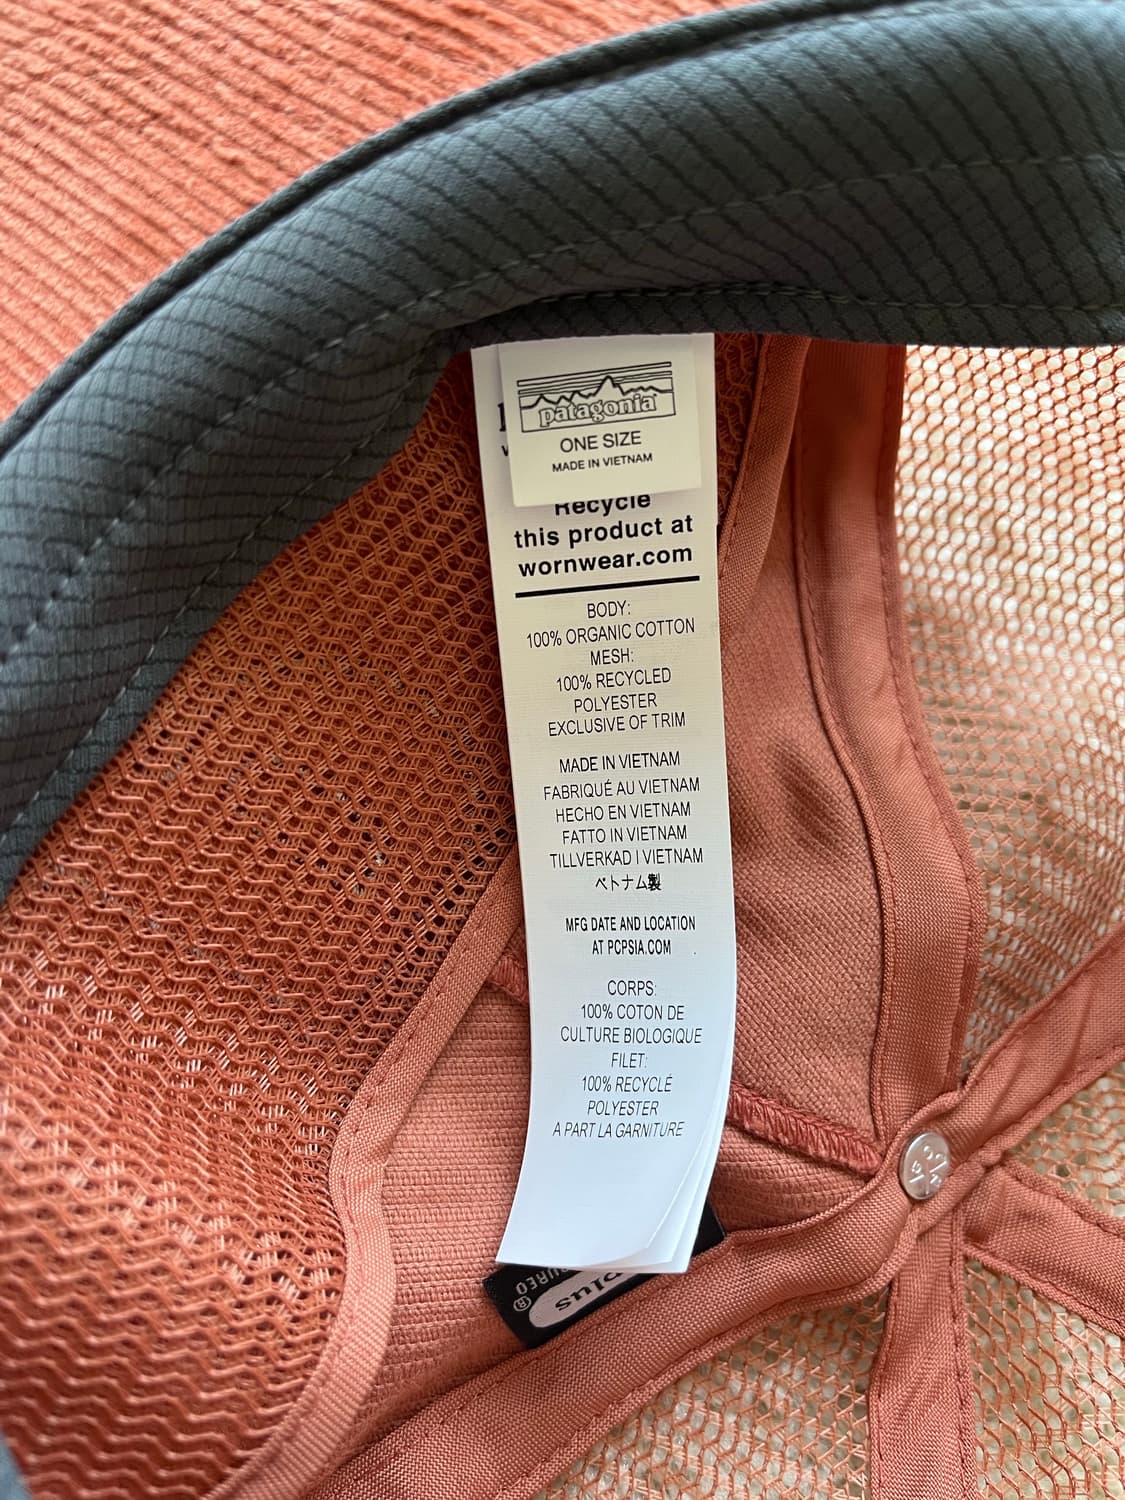 patagonia®
ONE SIZE
MADE IN VIETNAM
Recycle
this product at
wornwear.com
BODY:
100% ORGANIC COTTON
MESH:
100% RECYCLED
POLYESTER
EXCLUSIVE OF TRIM
MADE IN VIETNAM
FABRIQUÉ AU VIETNAM
HECHO EN VIETNAM
FATTO IN VIETNAM
TILLVERKAD I VIETNAM
ベトナム製
MFG DATE AND LOCATION
AT PCPSIA.COM
CORPS:
100% COTON DE
CULTURE BIOLOGIQUE
FILET:
100% RECYCLÉ
POLYESTER
A PART LA GARNITURE